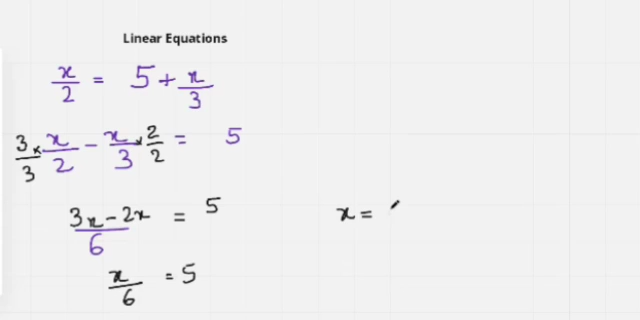 Linear Equations
x/2 = 5 + x/3
3/3 × x/2 - x/3 × 2/2 = 5
3x - 2x/6 = 5
x/6 = 5
x =